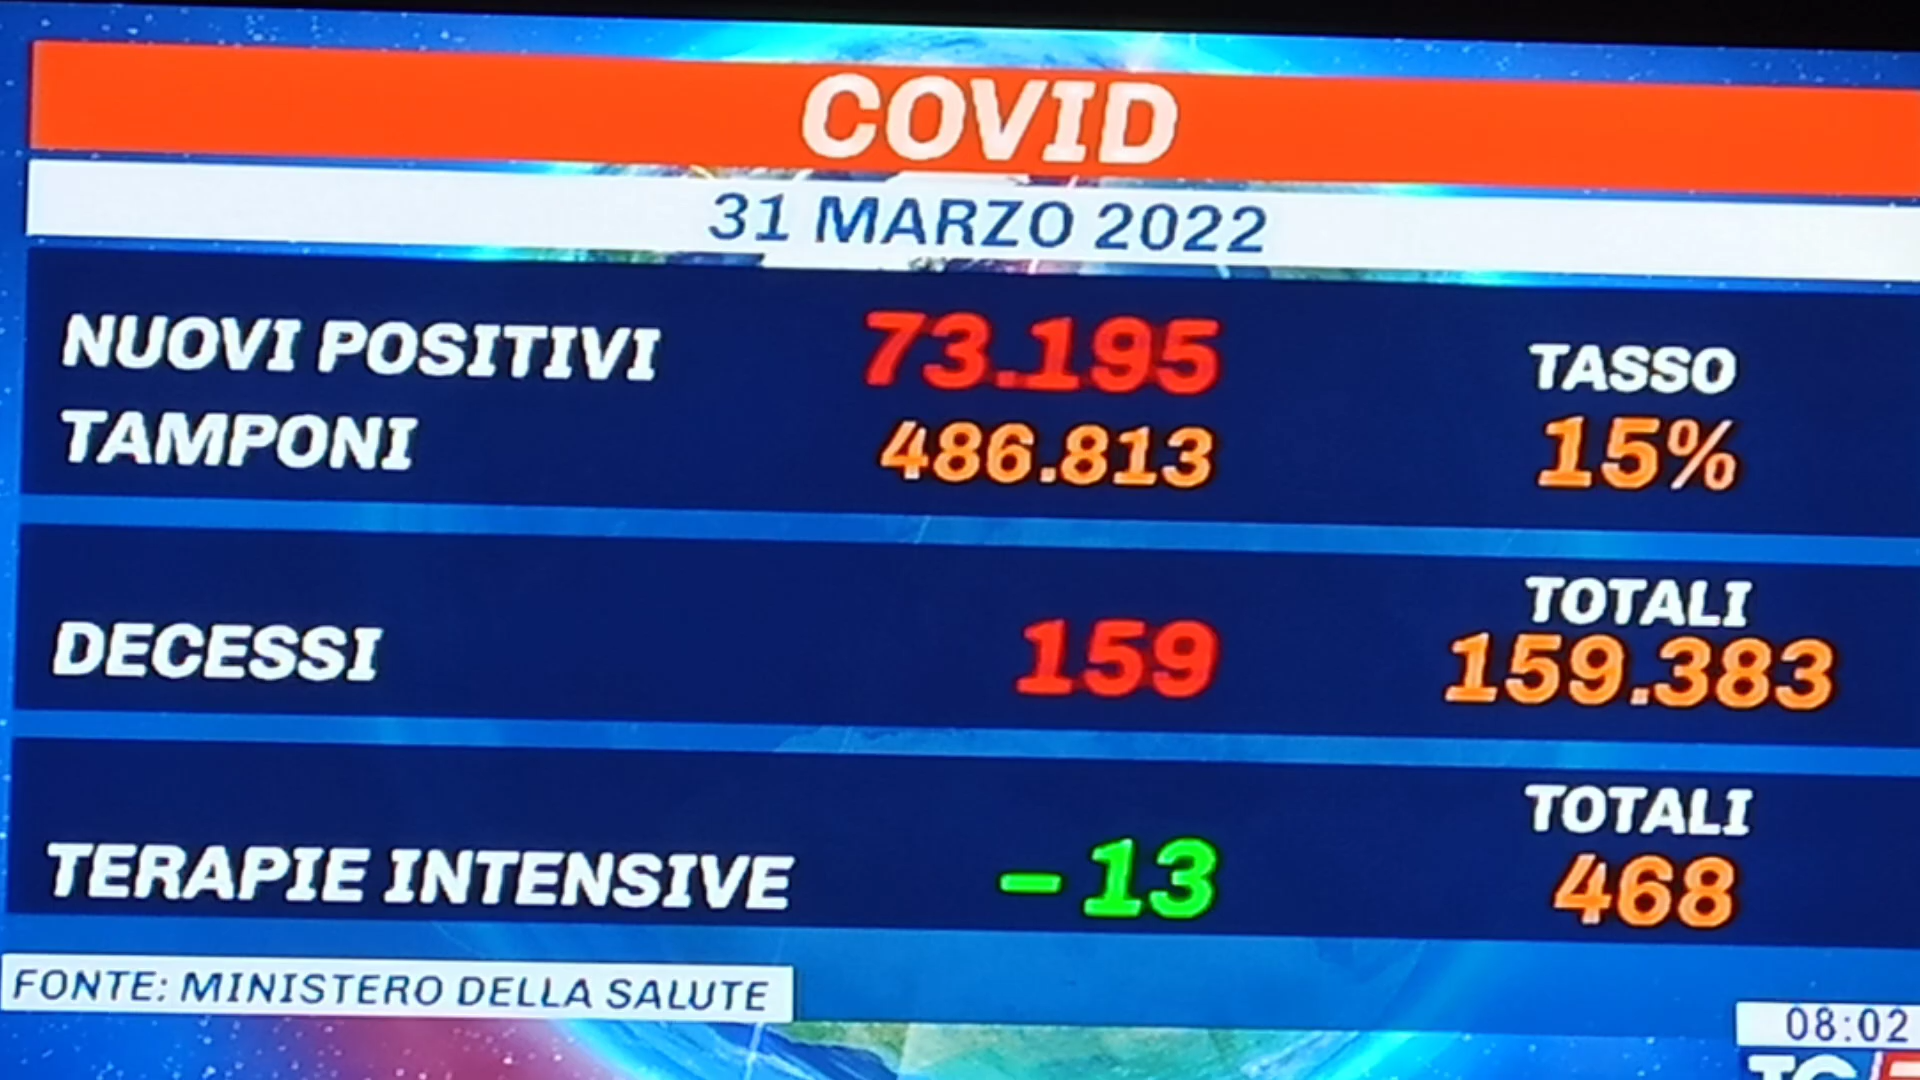 COVID
31 MARZO 2022
NUOVI POSITIVI 73.195 TASSO
TAMPONI 486.813 15%
TOTALI
DECESSI 159 159.383
TOTALI
TERAPIE INTENSIVE -13 468
FONTE: MINISTERO DELLA SALUTE
08:02